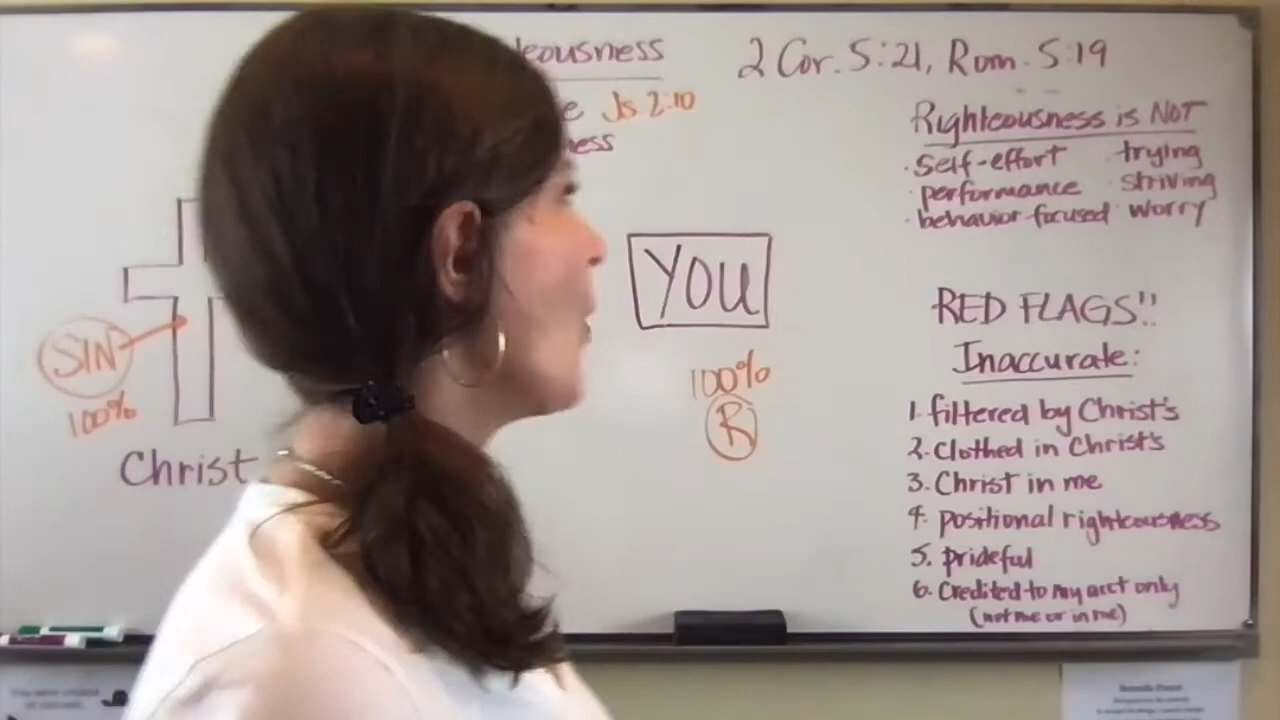 eousness 2 Cor. 5:21, Rom. 5:19
e Js 2:10
ness
Righteousness is NOT
· self-effort · trying
· performance · striving
· behavior-focused · worry
YOU
SIN
100%
Christ
100%
R
RED FLAGS!!
Inaccurate:
1. filtered by Christ's
2. Clothed in Christ's
3. Christ in me
4. positional righteousness
5. prideful
6. Credited to my acct only
(not me or in me)